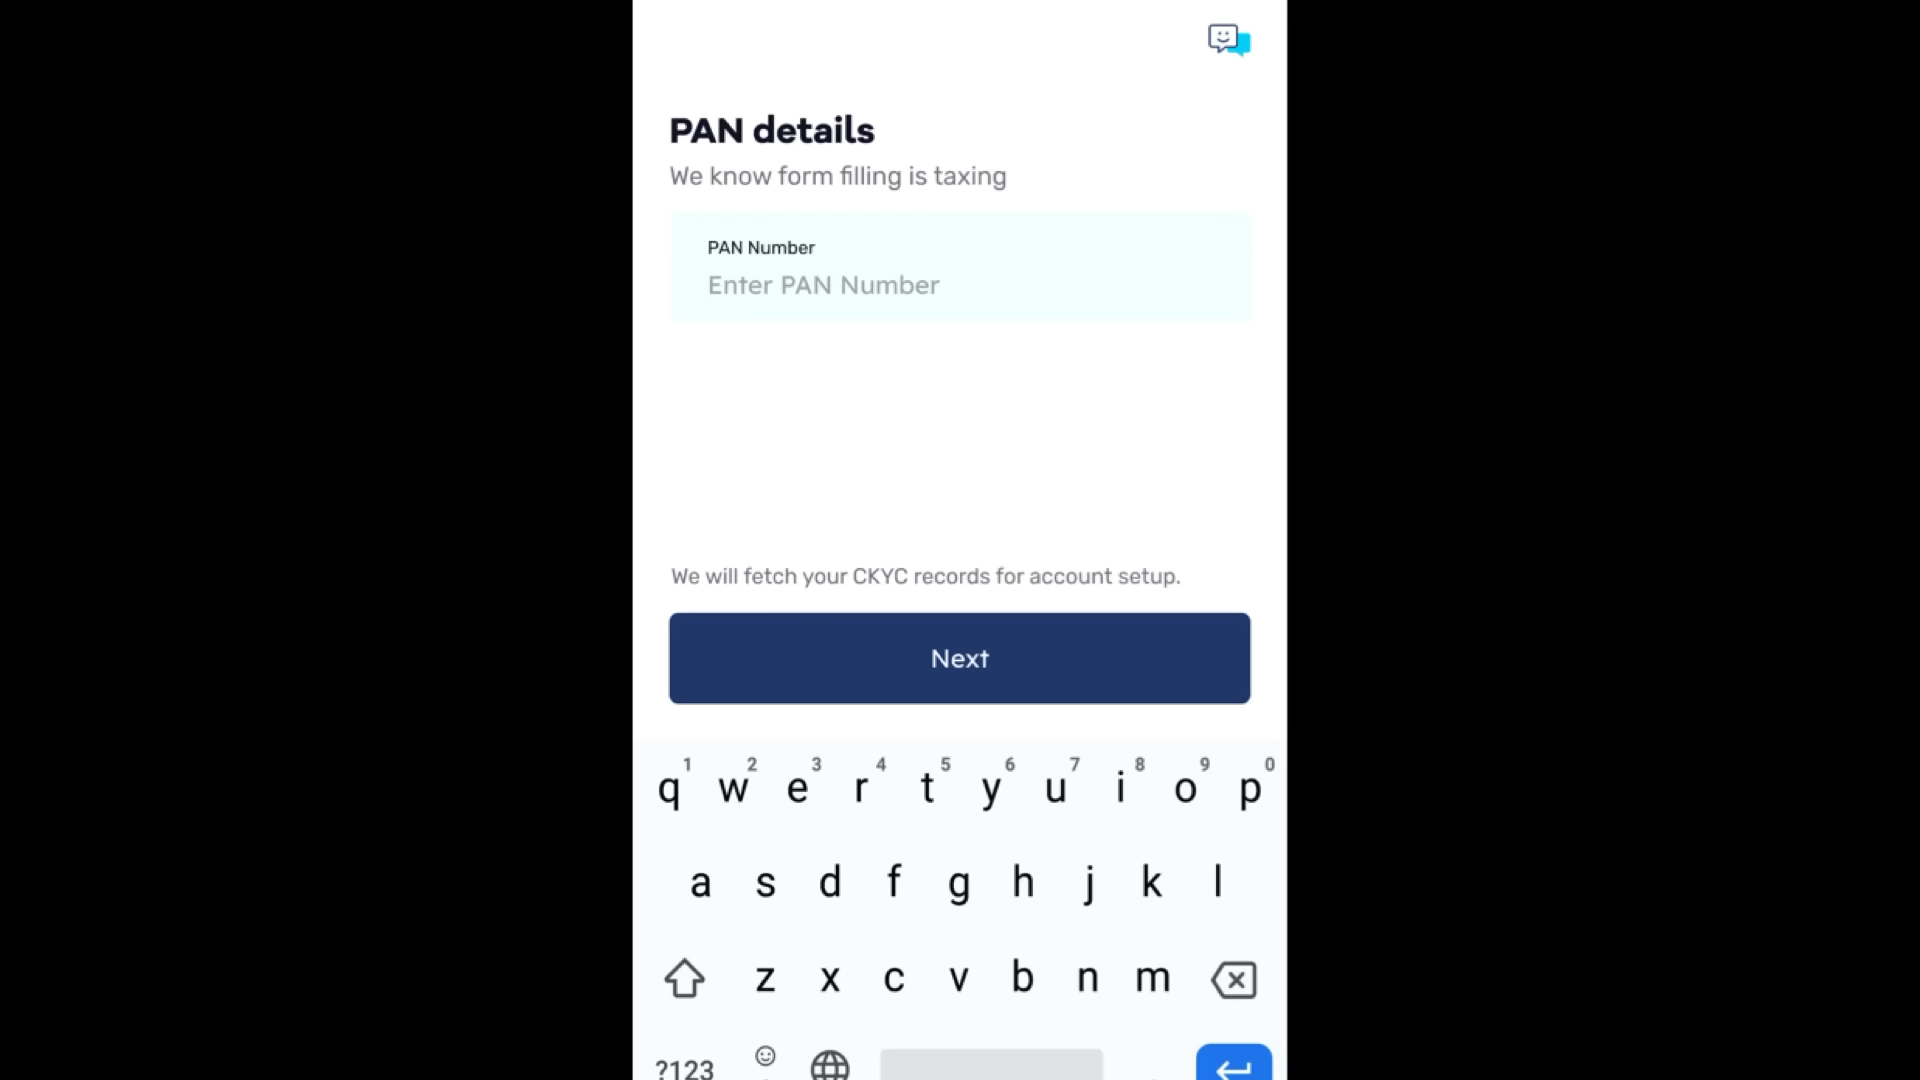 PAN details
We know form filling is taxing
PAN Number
Enter PAN Number
We will fetch your CKYC records for account setup.
Next
1 2 3 4 5 6 7 8 9 0
q w e r t y u i o p
a s d f g h j k l
z x c v b n m
?123